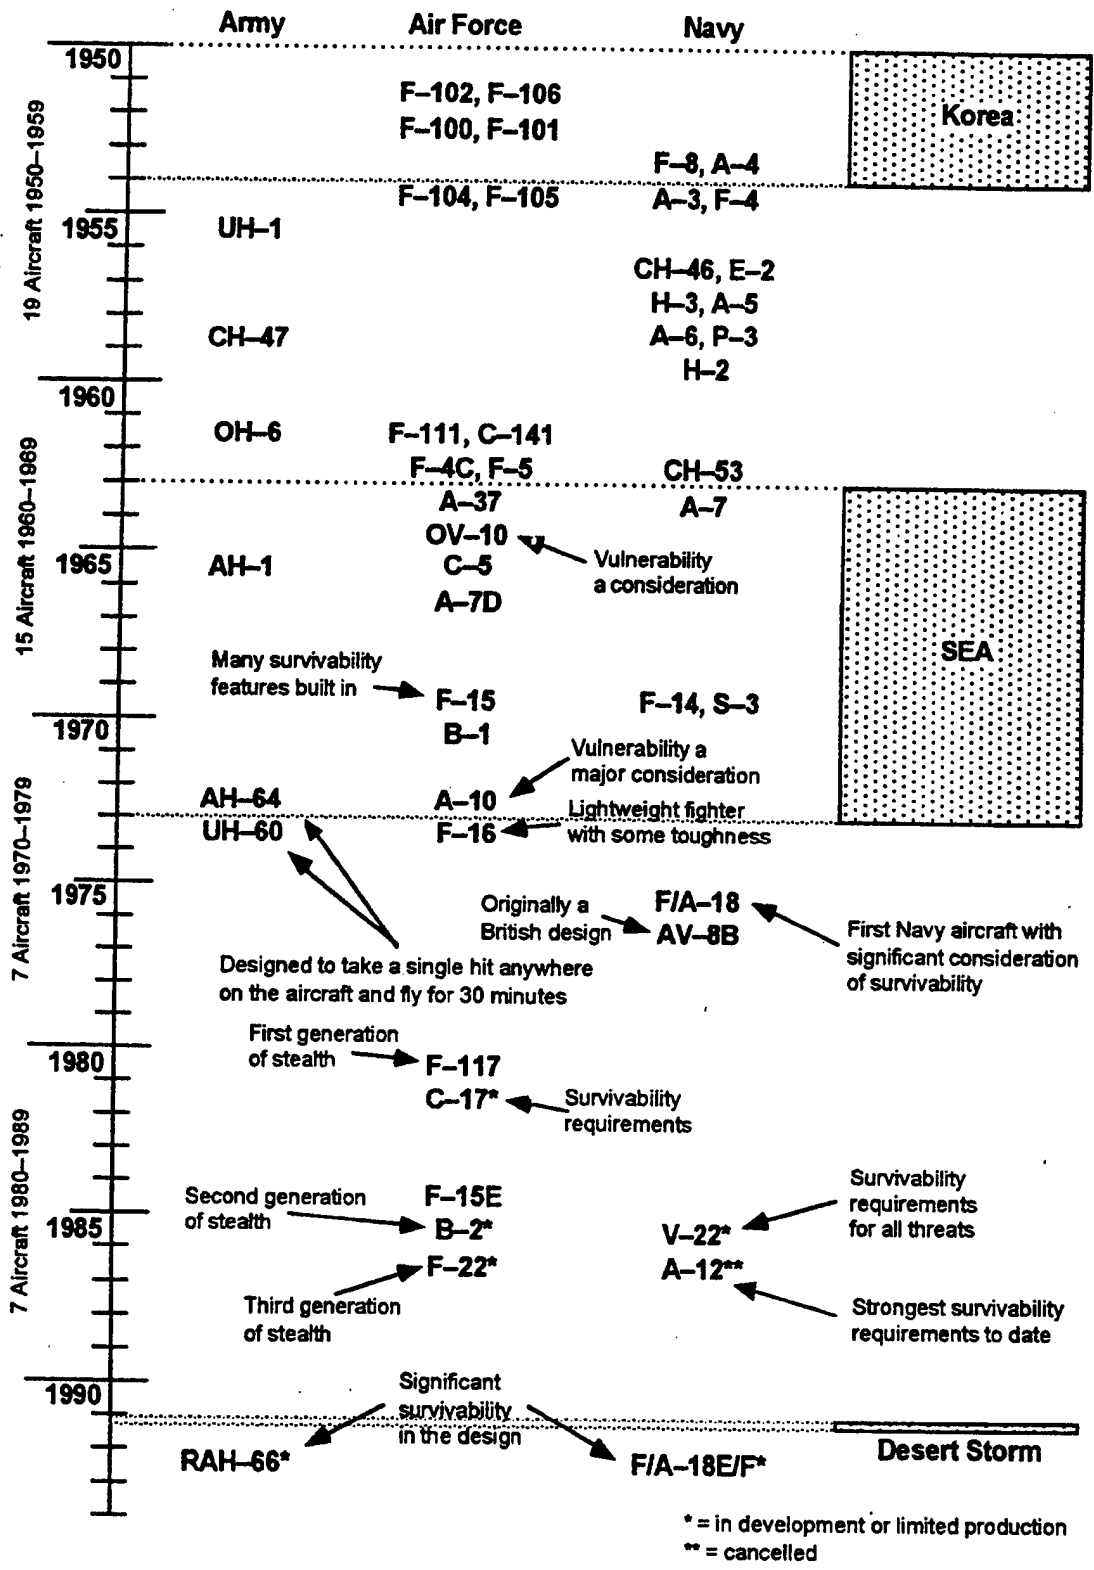 Army Air Force Navy
1950
F–102, F–106
F–100, F–101
Korea
F–8, A–4
F–104, F–105 A–3, F–4
19 Aircraft 1950–1959
1955 UH–1
CH–46, E–2
H–3, A–5
CH–47 A–6, P–3
H–2
1960
OH–6 F–111, C–141
F–4C, F–5 CH–53
A–37 A–7
OV–10
Vulnerability
a consideration
15 Aircraft 1960–1969
1965 AH–1 C–5
A–7D
SEA
Many survivability
features built in
F–15 F–14, S–3
1970 B–1
Vulnerability a
major consideration
AH–64 A–10
Lightweight fighter
with some toughness
UH–60 F–16
7 Aircraft 1970–1979
1975
Originally a
British design
F/A–18
AV–8B
First Navy aircraft with
significant consideration
of survivability
Designed to take a single hit anywhere
on the aircraft and fly for 30 minutes
First generation
of stealth
1980 F–117
C–17*
Survivability
requirements
7 Aircraft 1980–1989
Second generation
of stealth
F–15E
Survivability
requirements
for all threats
1985 B–2* V–22*
F–22* A–12**
Third generation
of stealth
Strongest survivability
requirements to date
1990
Significant
survivability
in the design
RAH–66* F/A–18E/F*
Desert Storm
* = in development or limited production
** = cancelled